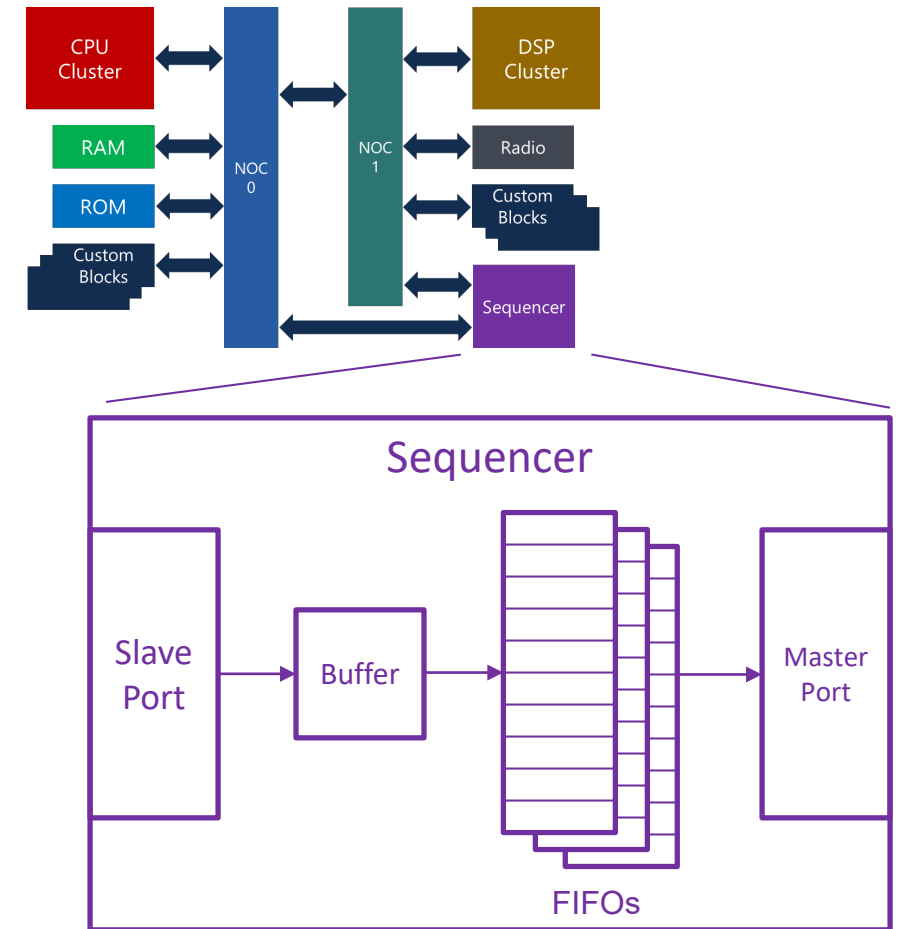 CPU
Cluster
DSP
Cluster
RAM
NOC
0
NOC
1
Radio
ROM
Custom
Blocks
Custom
Blocks
Sequencer
Sequencer
Slave
Port
Buffer
Master
Port
FIFOs